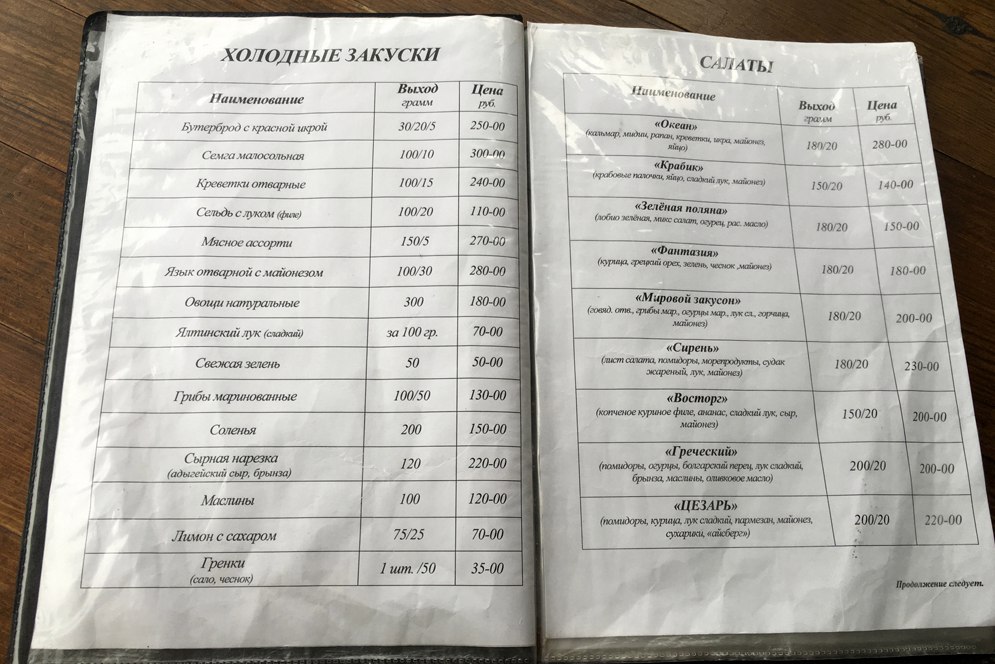 ХОЛОДНЫЕ ЗАКУСКИ
Наименование Выход грамм Цена руб.
Бутерброд с красной икрой 30/20/5 250-00
Семга малосольная 100/10 300-00
Креветки отварные 100/15 240-00
Сельдь с луком (филе) 100/20 110-00
Мясное ассорти 150/5 270-00
Язык отварной с майонезом 100/30 280-00
Овощи натуральные 300 180-00
Ялтинский лук (сладкий) за 100 гр. 70-00
Свежая зелень 50 50-00
Грибы маринованные 100/50 130-00
Соленья 200 150-00
Сырная нарезка 120 220-00
(адыгейский сыр, брынза)
Маслины 100 120-00
Лимон с сахаром 75/25 70-00
Гренки 1 шт. /50 35-00
(сало, чеснок)
САЛАТЫ
Наименование Выход грамм Цена руб.
«Океан» 180/20 280-00
(кальмар, мидии, рапан, креветки, икра, майонез,
яйцо)
«Крабик» 150/20 140-00
(крабовые палочки, яйцо, сладкий лук, майонез)
«Зелёная поляна» 180/20 150-00
(лобио зелёная, микс салат, огурец, рас. масло)
«Фантазия» 180/20 180-00
(курица, грецкий орех, зелень, чеснок ,майонез)
«Мировой закусон» 180/20 200-00
(говяд. отв., грибы мар., огурцы мар., лук сл., горчица,
майонез)
«Сирень» 180/20 230-00
(лист салата, помидоры, морепродукты, судак
жареный, лук, майонез)
«Восторг» 150/20 200-00
(копченое куриное филе, ананас, сладкий лук, сыр,
майонез)
«Греческий» 200/20 200-00
(помидоры, огурцы, болгарский перец, лук сладкий,
брынза, маслины, оливковое масло)
«ЦЕЗАРЬ» 200/20 220-00
(помидоры, курица, лук сладкий, пармезан, майонез,
сухарики, «айсберг»)
Продолжение следует.